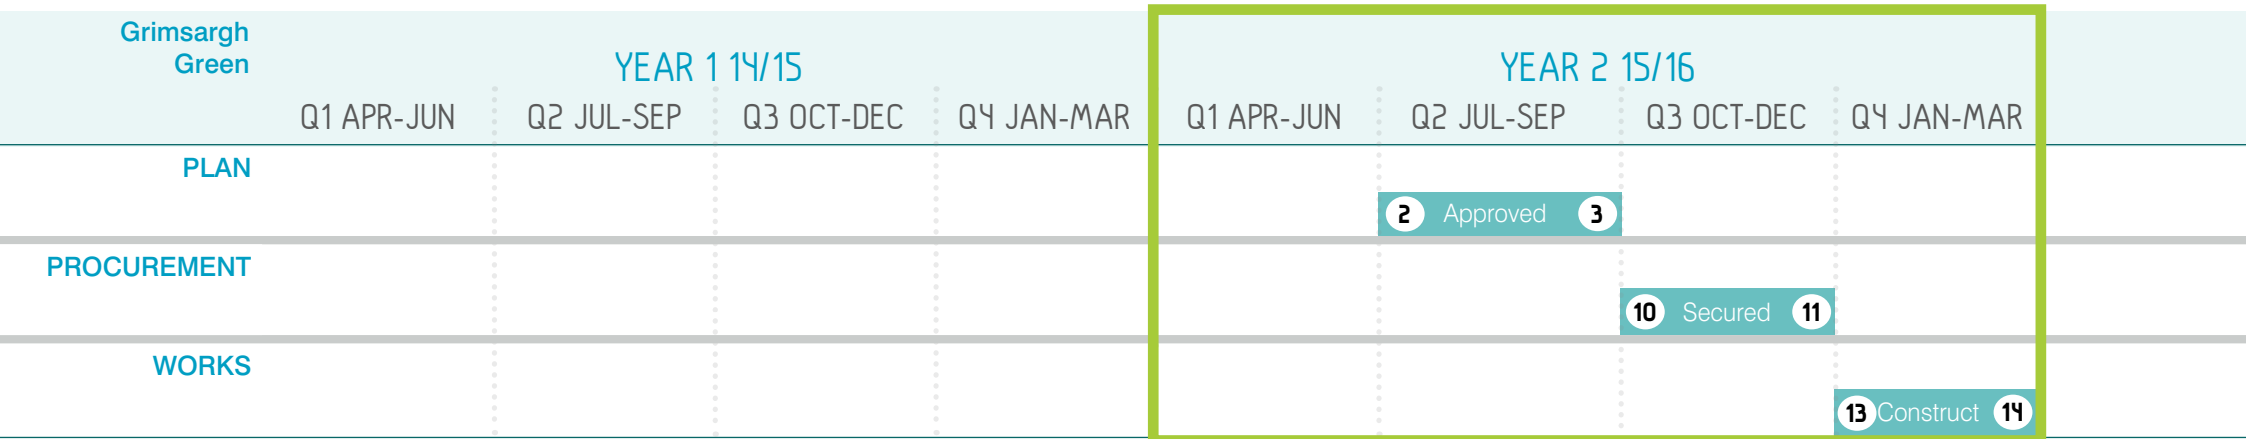 Grimsargh
Green
YEAR 1 14/15
YEAR 2 15/16
Q1 APR-JUN Q2 JUL-SEP Q3 OCT-DEC Q4 JAN-MAR Q1 APR-JUN Q2 JUL-SEP Q3 OCT-DEC Q4 JAN-MAR
PLAN
2 Approved 3
PROCUREMENT
10 Secured 11
WORKS
13 Construct 14